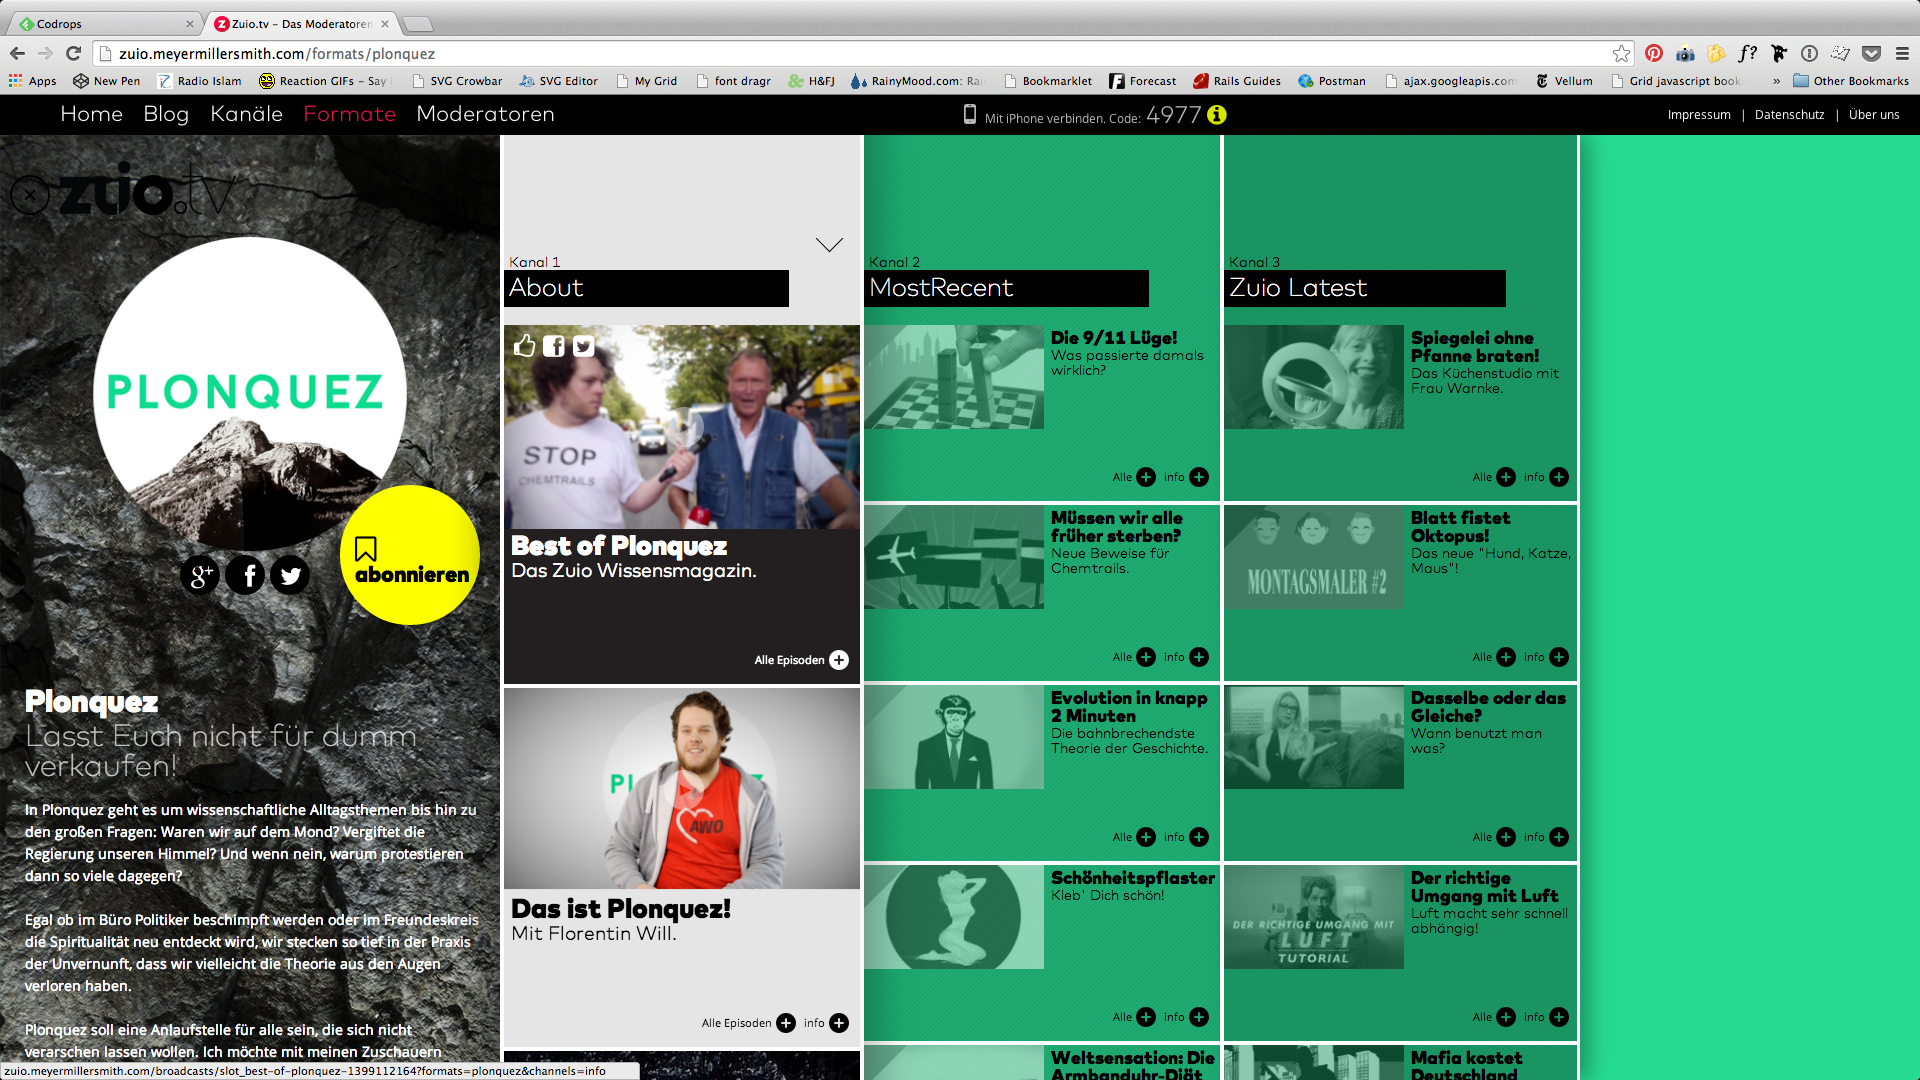 Codrops
Zuio.tv – Das Moderatoren
zuio.meyermillersmith.com/formats/plonquez
Apps
New Pen
Radio Islam
Reaction GIFs – Say
SVG Crowbar
SVG Editor
My Grid
font dragr
H&FJ
RainyMood.com: Rai
Bookmarklet
Forecast
Rails Guides
Postman
ajax.googleapis.com
Vellum
Grid javascript book
»
Other Bookmarks
Home
Blog
Kanäle
Formate
Moderatoren
Mit iPhone verbinden. Code: 4977
Impressum | Datenschutz | Über uns
zuio.tv
PLONQUEZ
abonnieren
Plonquez
Lasst Euch nicht für dumm
verkaufen!
In Plonquez geht es um wissenschaftliche Alltagsthemen bis hin zu
den großen Fragen: Waren wir auf dem Mond? Vergiftet die
Regierung unseren Himmel? Und wenn nein, warum protestieren
dann so viele dagegen?
Egal ob im Büro Politiker beschimpft werden oder im Freundeskreis
die Spiritualität neu entdeckt wird, wir stecken so tief in der Praxis
der Unvernunft, dass wir vielleicht die Theorie aus den Augen
verloren haben.
Plonquez soll eine Anlaufstelle für alle sein, die sich nicht
verarschen lassen wollen. Ich möchte mit meinen Zuschauern
zuio.meyermillersmith.com/broadcasts/slot_best-of-plonquez-1399112164?formats=plonquez&channels=info
Kanal 1
About
STOP
CHEMTRAILS
Best of Plonquez
Das Zuio Wissensmagazin.
Alle Episoden
AWO
Das ist Plonquez!
Mit Florentin Will.
Alle Episoden
info
Kanal 2
MostRecent
Die 9/11 Lüge!
Was passierte damals
wirklich?
Alle
info
Müssen wir alle
früher sterben?
Neue Beweise für
Chemtrails.
Alle
info
Evolution in knapp
2 Minuten
Die bahnbrechendste
Theorie der Geschichte.
Alle
info
Schönheitspflaster
Kleb' Dich schön!
Alle
info
Weltsensation: Die
Armbanduhr-Diät
Kanal 3
Zuio Latest
Spiegelei ohne
Pfanne braten!
Das Küchenstudio mit
Frau Warnke.
Alle
info
MONTAGSMALER #2
Blatt fistet
Oktopus!
Das neue "Hund, Katze,
Maus"!
Alle
info
Dasselbe oder das
Gleiche?
Wann benutzt man
was?
Alle
info
DER RICHTIGE UMGANG MIT
LUFT
TUTORIAL
Der richtige
Umgang mit Luft
Luft macht sehr schnell
abhängig!
Alle
info
Mafia kostet
Deutschland